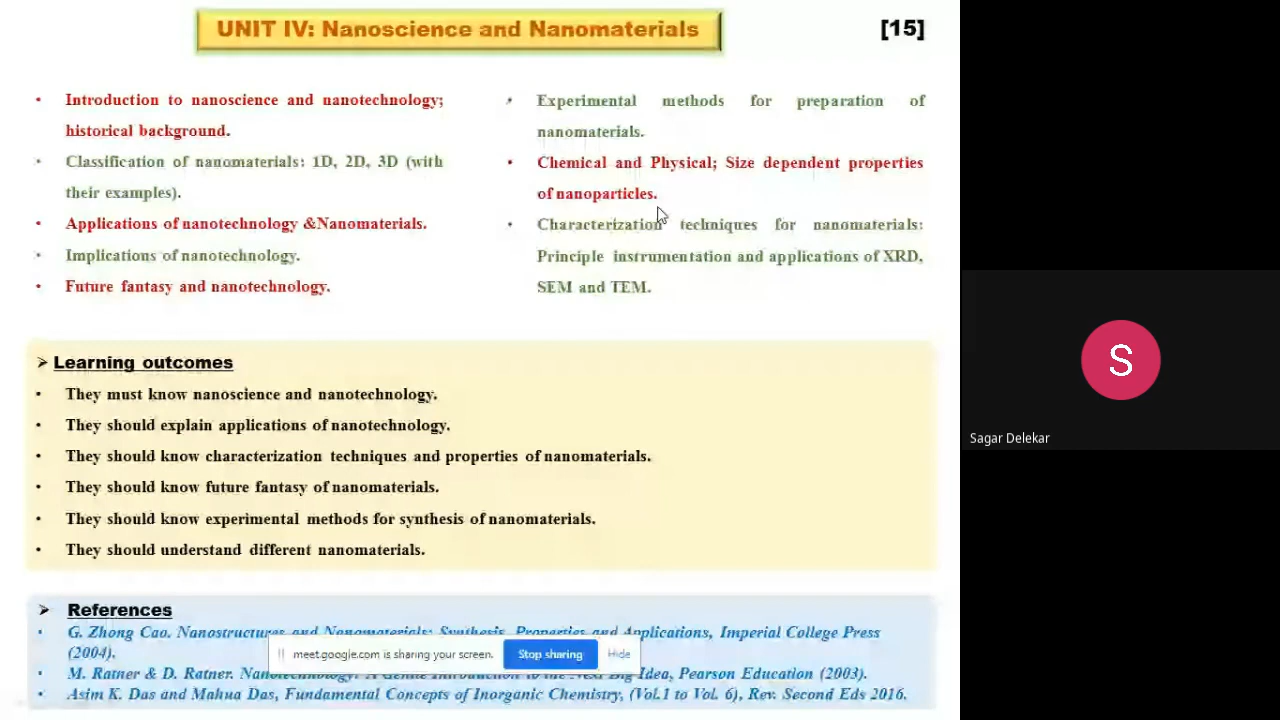 UNIT IV: Nanoscience and Nanomaterials
[15]
• Introduction to nanoscience and nanotechnology;
historical background.
• Classification of nanomaterials: 1D, 2D, 3D (with
their examples).
• Applications of nanotechnology &Nanomaterials.
• Implications of nanotechnology.
• Future fantasy and nanotechnology.
• Experimental methods for preparation of
nanomaterials.
• Chemical and Physical; Size dependent properties
of nanoparticles.
• Characterization techniques for nanomaterials:
Principle instrumentation and applications of XRD,
SEM and TEM.
➢ Learning outcomes
• They must know nanoscience and nanotechnology.
• They should explain applications of nanotechnology.
• They should know characterization techniques and properties of nanomaterials.
• They should know future fantasy of nanomaterials.
• They should know experimental methods for synthesis of nanomaterials.
• They should understand different nanomaterials.
➢ References
• G. Zhong Cao. Nanostructures and Nanomaterials: Synthesis, Properties and Applications, Imperial College Press
(2004).
• M. Ratner & D. Ratner. Nanotechnology: A Gentle Introduction to the Next Big Idea, Pearson Education (2003).
• Asim K. Das and Mahua Das, Fundamental Concepts of Inorganic Chemistry, (Vol.1 to Vol. 6), Rev. Second Eds 2016.
meet.google.com is sharing your screen.
Stop sharing
Hide
S
Sagar Delekar